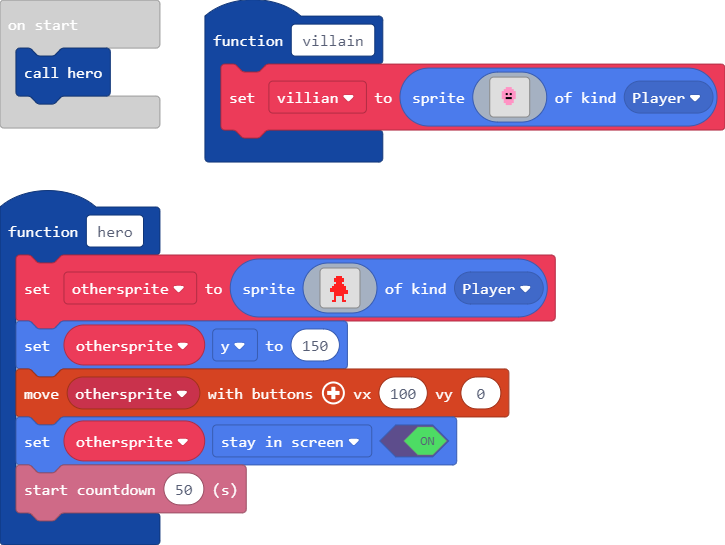 on start
call hero
function villain
set villian to sprite of kind Player
function hero
set othersprite to sprite of kind Player
set othersprite y to 150
move othersprite with buttons vx 100 vy 0
set othersprite stay in screen ON
start countdown 50 (s)